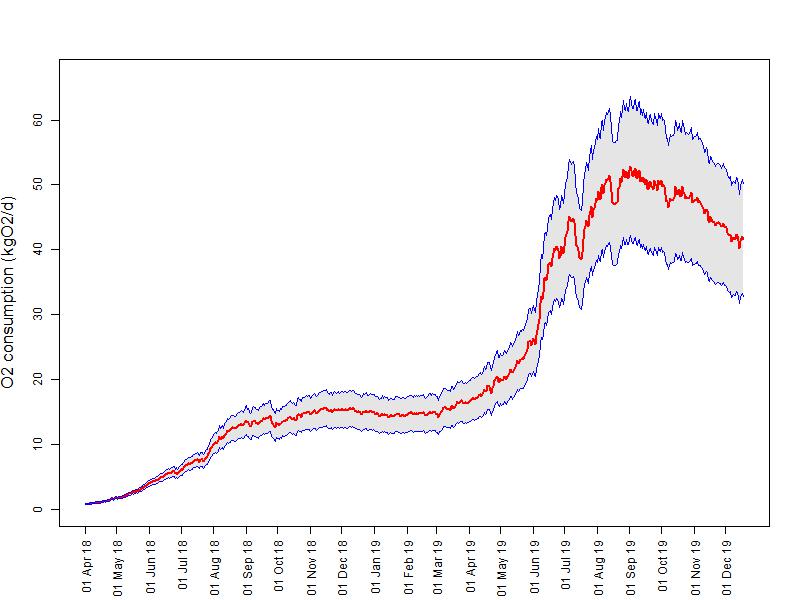 O2 consumption (kgO2/d)
60
50
40
30
20
10
0
01 Apr 18
01 May 18
01 Jun 18
01 Jul 18
01 Aug 18
01 Sep 18
01 Oct 18
01 Nov 18
01 Dec 18
01 Jan 19
01 Feb 19
01 Mar 19
01 Apr 19
01 May 19
01 Jun 19
01 Jul 19
01 Aug 19
01 Sep 19
01 Oct 19
01 Nov 19
01 Dec 19